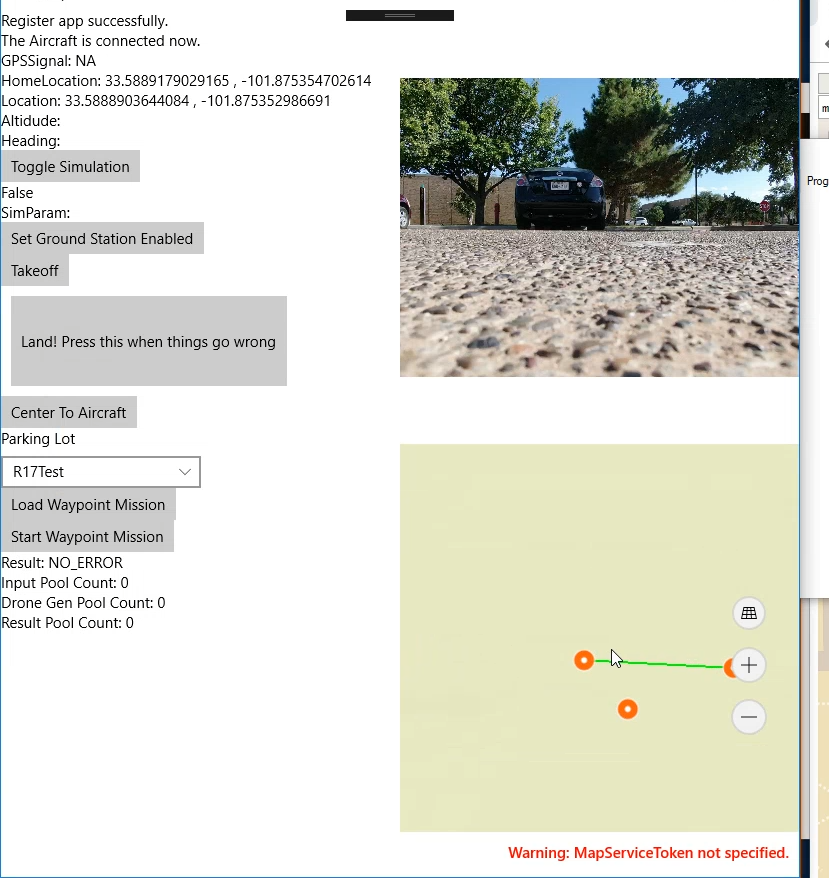 Register app successfully.
The Aircraft is connected now.
GPSSignal: NA
HomeLocation: 33.5889179029165 , -101.875354702614
Location: 33.5888903644084 , -101.875352986691
Altidude:
Heading:
Toggle Simulation
False
SimParam:
Set Ground Station Enabled
Takeoff
Land! Press this when things go wrong
Center To Aircraft
Parking Lot
R17Test
Load Waypoint Mission
Start Waypoint Mission
Result: NO_ERROR
Input Pool Count: 0
Drone Gen Pool Count: 0
Result Pool Count: 0
Warning: MapServiceToken not specified.
m
Prog